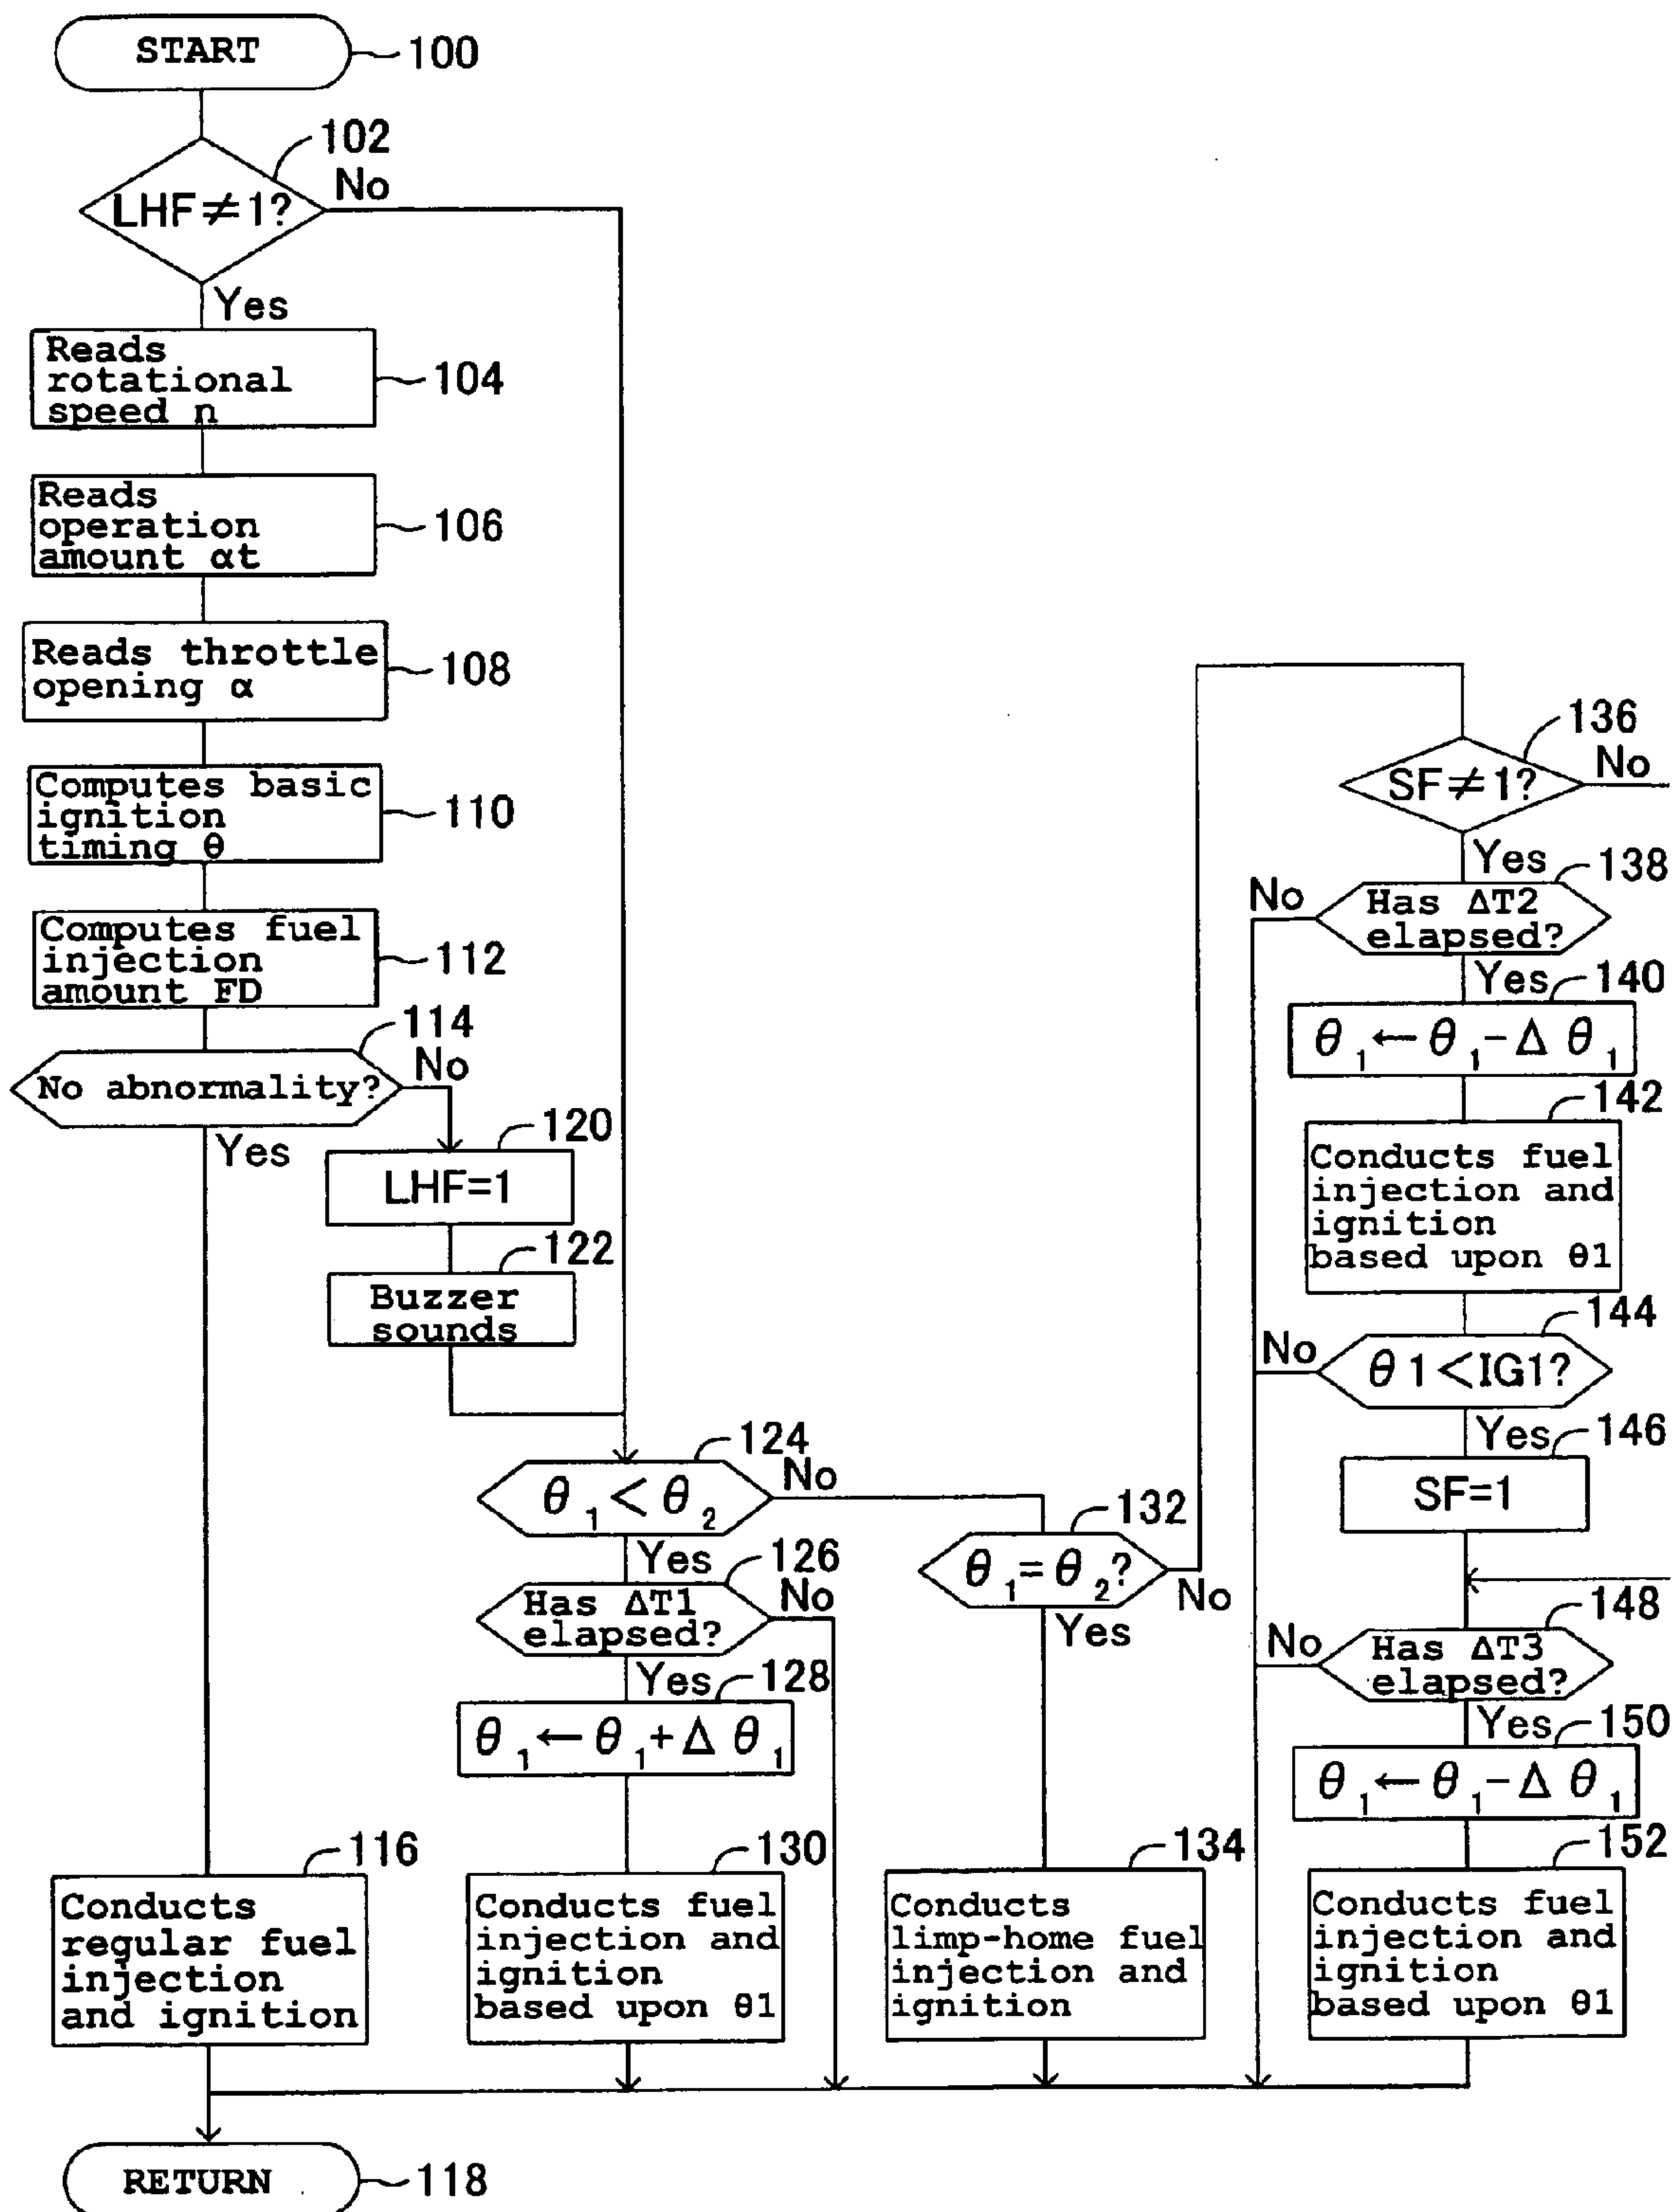 START
100
102
LHF≠1?
No
Yes
Reads
rotational
speed n
104
Reads
operation
amount αt
106
Reads throttle
opening α
108
Computes basic
ignition
timing θ
110
Computes fuel
injection
amount FD
112
114
No abnormality?
No
Yes
120
LHF=1
122
Buzzer
sounds
116
Conducts
regular fuel
injection
and ignition
124
θ₁ < θ₂
No
Yes
126
Has ΔT1
elapsed?
No
Yes
128
θ₁ ← θ₁ + Δ θ₁
130
Conducts fuel
injection and
ignition
based upon θ1
132
θ₁ = θ₂?
No
Yes
134
Conducts
limp-home fuel
injection and
ignition
136
SF≠1?
No
Yes
138
Has ΔT2
elapsed?
No
Yes
140
θ₁ ← θ₁ − Δ θ₁
142
Conducts fuel
injection and
ignition
based upon θ1
144
θ 1 < IG1?
No
Yes
146
SF=1
148
Has ΔT3
elapsed?
No
Yes
150
θ₁ ← θ₁ − Δ θ₁
152
Conducts fuel
injection and
ignition
based upon θ1
RETURN
118